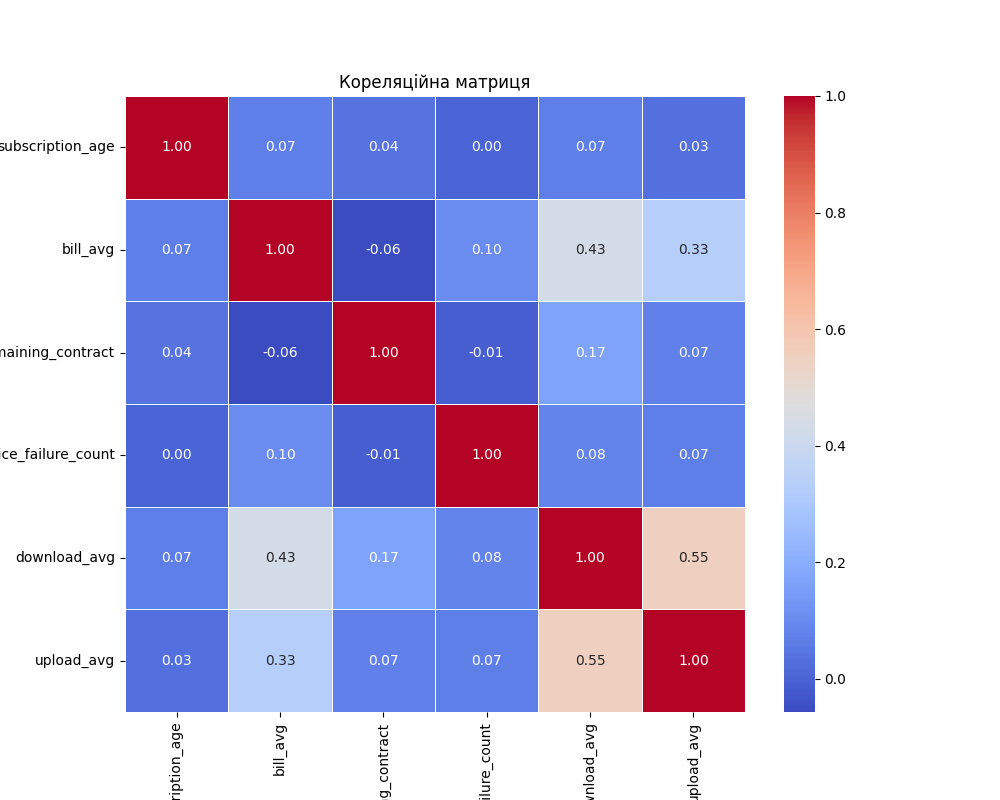 Кореляційна матриця
1.0
subscription_age 1.00 0.07 0.04 0.00 0.07 0.03
0.8
bill_avg 0.07 1.00 -0.06 0.10 0.43 0.33
0.6
maining_contract 0.04 -0.06 1.00 -0.01 0.17 0.07
0.4
ice_failure_count 0.00 0.10 -0.01 1.00 0.08 0.07
download_avg 0.07 0.43 0.17 0.08 1.00 0.55
0.2
upload_avg 0.03 0.33 0.07 0.07 0.55 1.00
0.0
ription_age
bill_avg
g_contract
ilure_count
wnload_avg
upload_avg